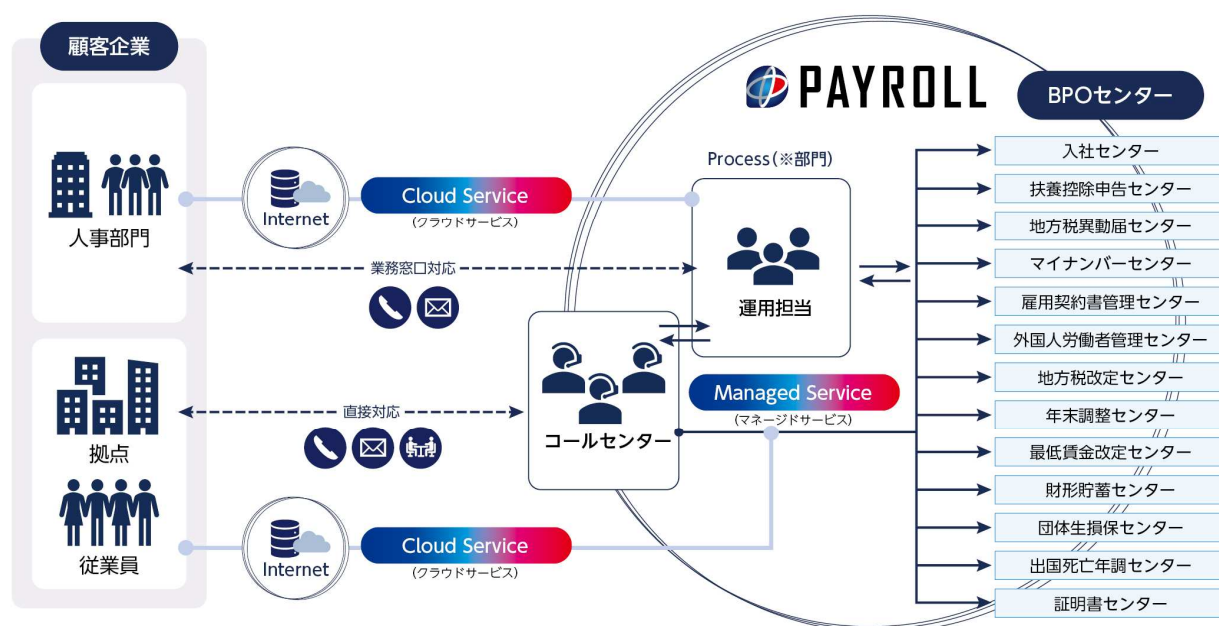 顧客企業
人事部門
拠点
従業員
Internet
Cloud Service
(クラウドサービス)
業務窓口対応
直接対応
Internet
Cloud Service
(クラウドサービス)
PAYROLL
Process(※部門)
運用担当
コールセンター
Managed Service
(マネージドサービス)
BPOセンター
入社センター
扶養控除申告センター
地方税異動届センター
マイナンバーセンター
雇用契約書管理センター
外国人労働者管理センター
地方税改定センター
年末調整センター
最低賃金改定センター
財形貯蓄センター
団体生損保センター
出国死亡年調センター
証明書センター